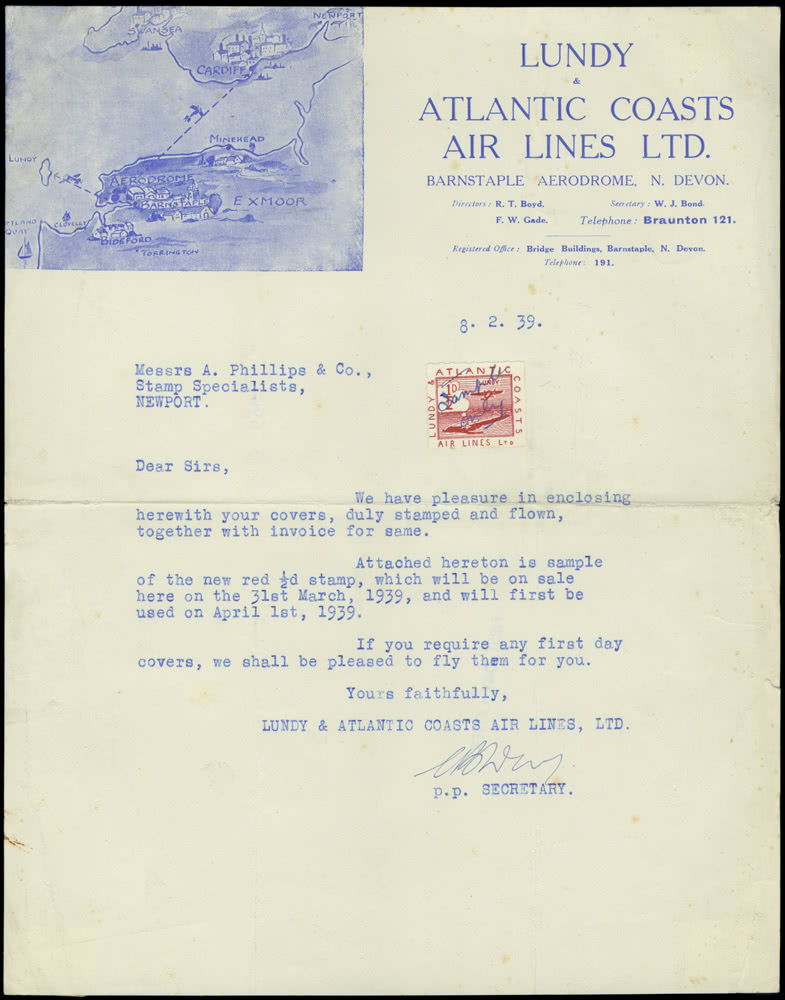 SWANSEA
NEWPORT
CARDIFF
MINEHEAD
LUNDY
AERODROME
BARNSTAPLE
EXMOOR
CLOVELLY
QUAY
BIDEFORD
TORRINGTON
LUNDY
&
ATLANTIC COASTS
AIR LINES LTD.
BARNSTAPLE AERODROME, N. DEVON.
Directors: R. T. Boyd. Secretary: W. J. Bond.
F. W. Gade. Telephone: Braunton 121.
Registered Office: Bridge Buildings, Barnstaple, N. Devon.
Telephone: 191.
8. 2. 39.
Messrs A. Phillips & Co.,
Stamp Specialists,
NEWPORT.
LUNDY & ATLANTIC COASTS
AIR LINES LTD
LUNDY
½D
Sample
only
Dear Sirs,
We have pleasure in enclosing
herewith your covers, duly stamped and flown,
together with invoice for same.
Attached hereton is sample
of the new red ½d stamp, which will be on sale
here on the 31st March, 1939, and will first be
used on April 1st, 1939.
If you require any first day
covers, we shall be pleased to fly them for you.
Yours faithfully,
LUNDY & ATLANTIC COASTS AIR LINES, LTD.
p.p. SECRETARY.